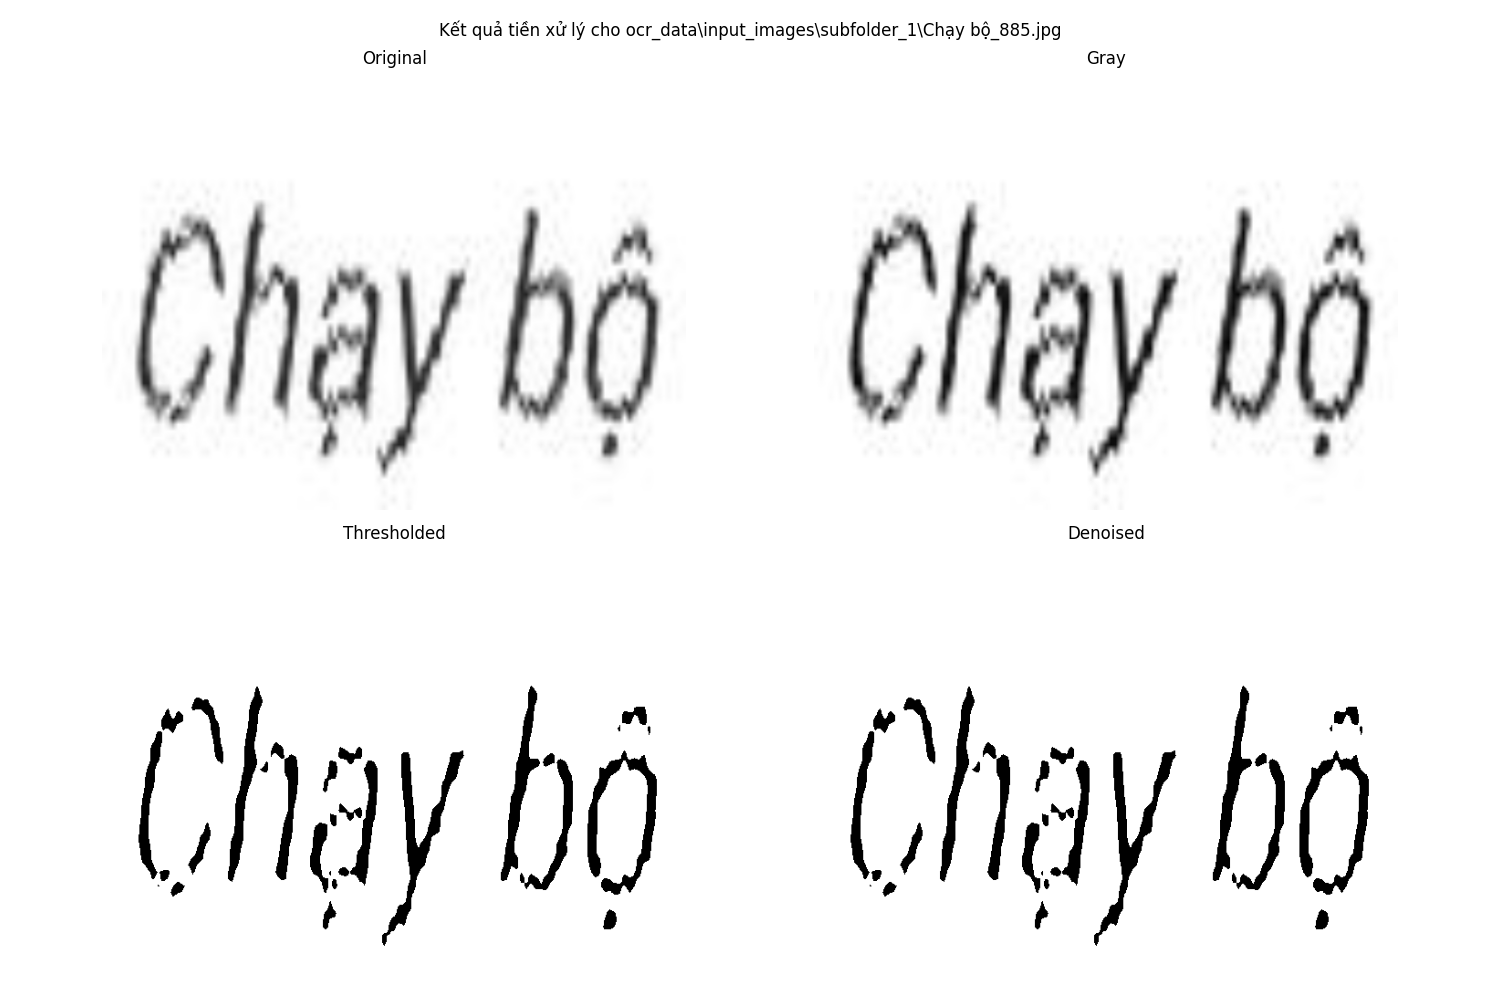 Kết quả tiền xử lý cho ocr_data\input_images\subfolder_1\Chạy bộ_885.jpg
Original
Gray
Chạy bộ
Chạy bộ
Thresholded
Denoised
Chạy bộ
Chạy bộ